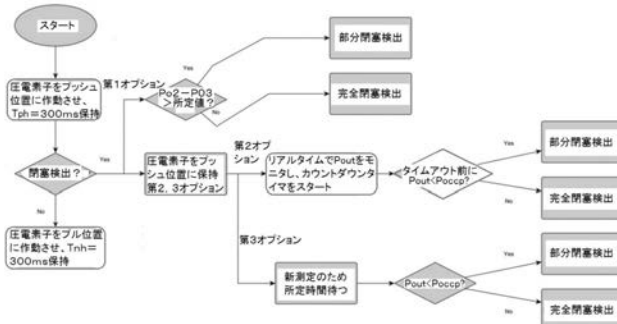 スタート
圧電素子をプッシュ
位置に作動させ、
Tph=300ms保持
閉塞検出?
Yes
No
圧電素子をプル位置
に作動させ、Tnh=
300ms保持
第1オプション
Po2-P03
>所定値?
Yes
No
部分閉塞検出
完全閉塞検出
圧電素子をプッ
シュ位置に保持
第2,3オプション
第2オプ
ション
リアルタイムでPoutをモ
ニタし、カウントダウンタ
イマをスタート
タイムアウト前に
Pout<Poccp?
Yes
No
部分閉塞検出
完全閉塞検出
第3オプション
新測定のため
所定時間待つ
Pout<Poccp?
Yes
No
部分閉塞検出
完全閉塞検出